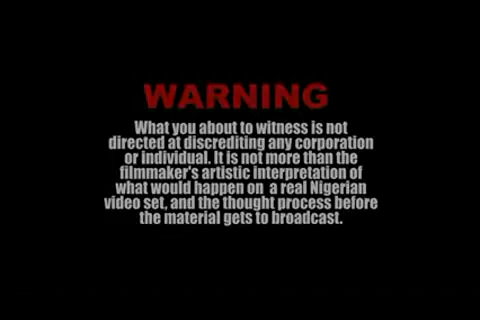 WARNING
What you about to witness is not
directed at discrediting any corporation
or individual. It is not more than the
filmmaker's artistic interpretation of
what would happen on a real Nigerian
video set, and the thought process before
the material gets to broadcast.